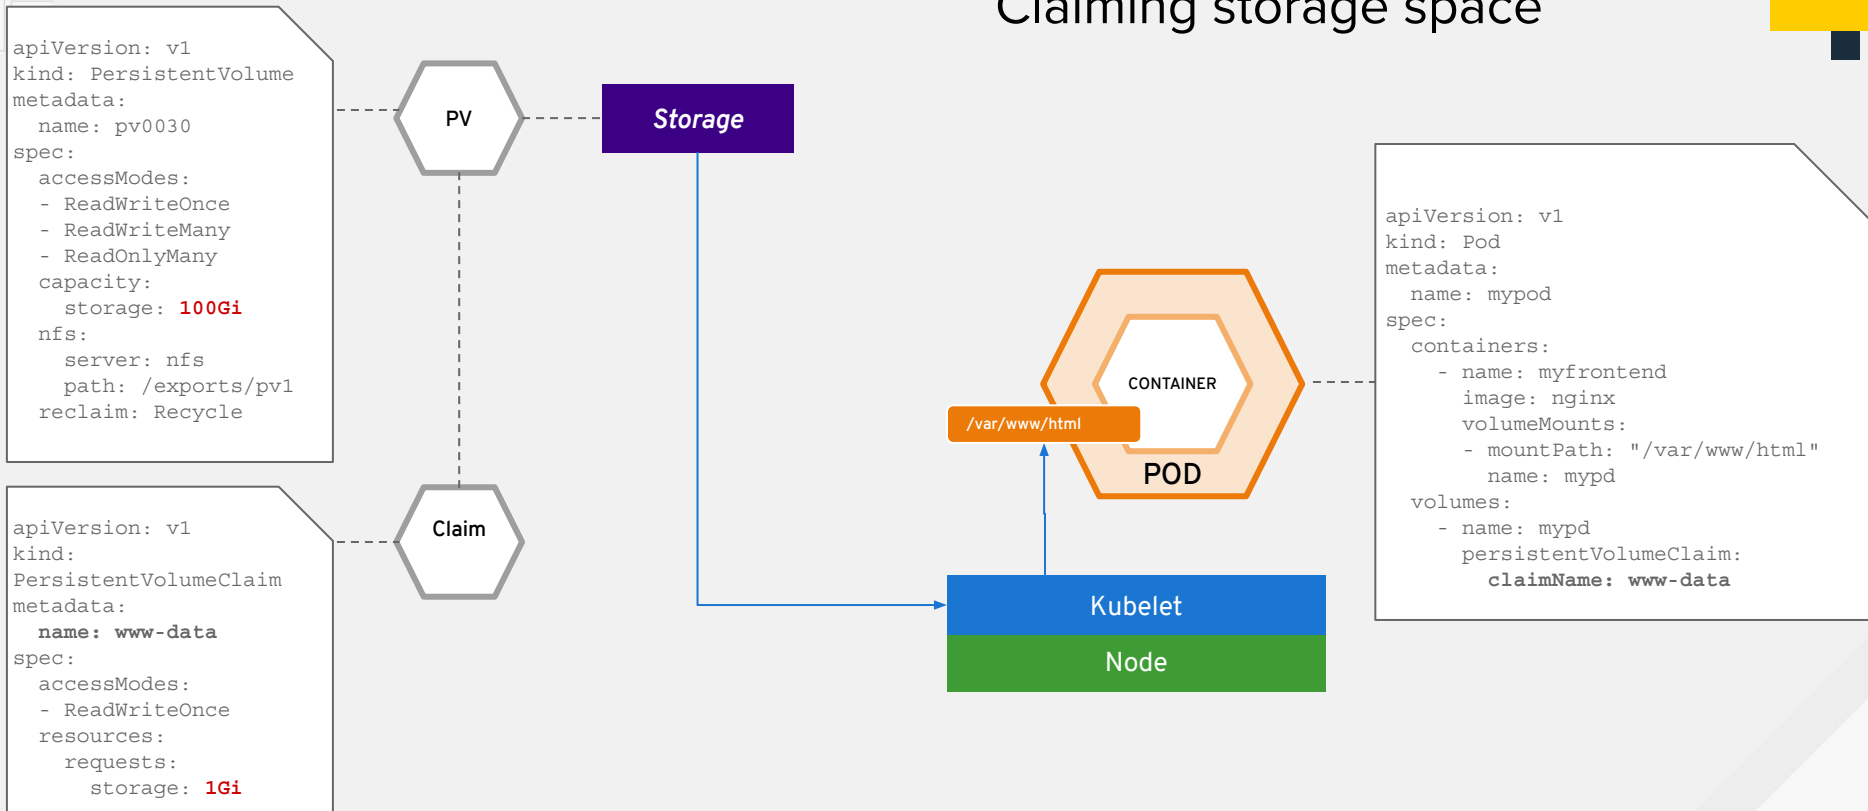 Claiming storage space
apiVersion: v1
kind: PersistentVolume
metadata:
  name: pv0030
spec:
  accessModes:
  - ReadWriteOnce
  - ReadWriteMany
  - ReadOnlyMany
  capacity:
    storage: 100Gi
  nfs:
    server: nfs
    path: /exports/pv1
  reclaim: Recycle
PV
Storage
apiVersion: v1
kind:
PersistentVolumeClaim
metadata:
  name: www-data
spec:
  accessModes:
  - ReadWriteOnce
  resources:
    requests:
      storage: 1Gi
Claim
CONTAINER
/var/www/html
POD
Kubelet
Node
apiVersion: v1
kind: Pod
metadata:
  name: mypod
spec:
  containers:
    - name: myfrontend
      image: nginx
      volumeMounts:
      - mountPath: "/var/www/html"
        name: mypd
  volumes:
    - name: mypd
      persistentVolumeClaim:
        claimName: www-data